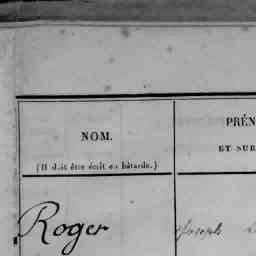 NOM.
PRÉN
(Il doit être écrit en bâtarde.)
ET SUR
Roger
Joseph